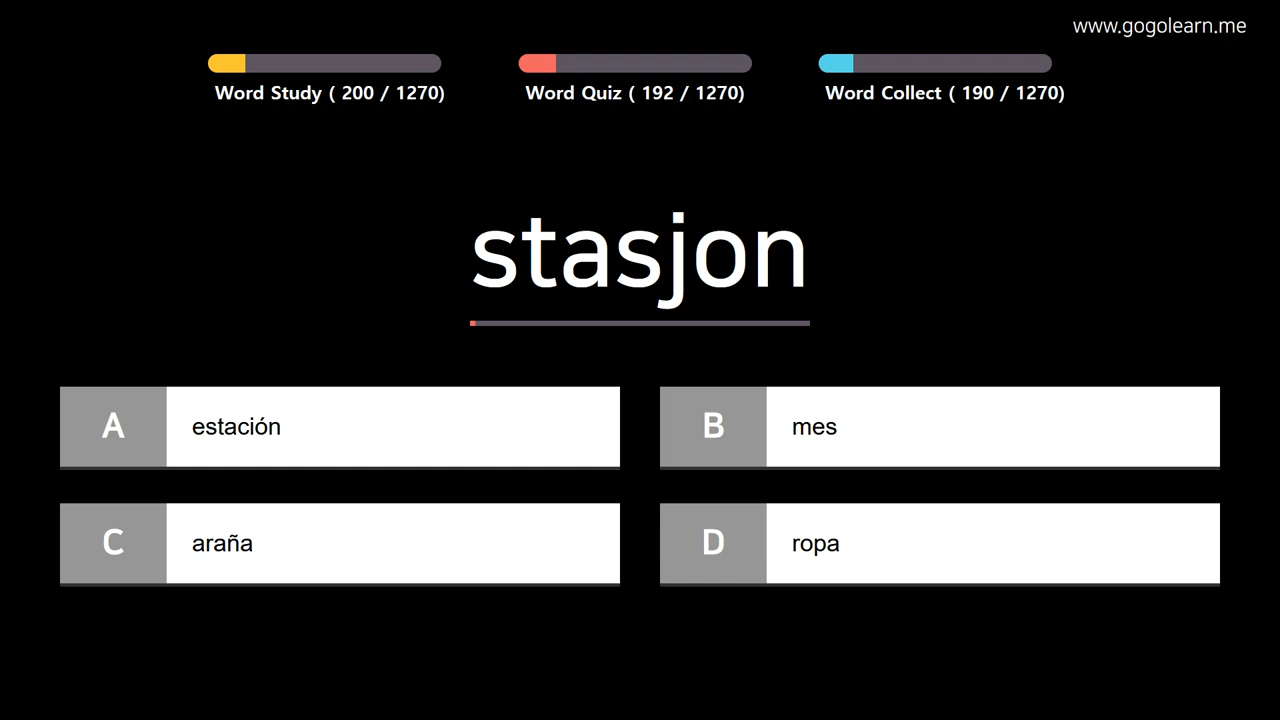 www.gogolearn.me
Word Study ( 200 / 1270)
Word Quiz ( 192 / 1270)
Word Collect ( 190 / 1270)
stasjon
A
estación
B
mes
C
araña
D
ropa